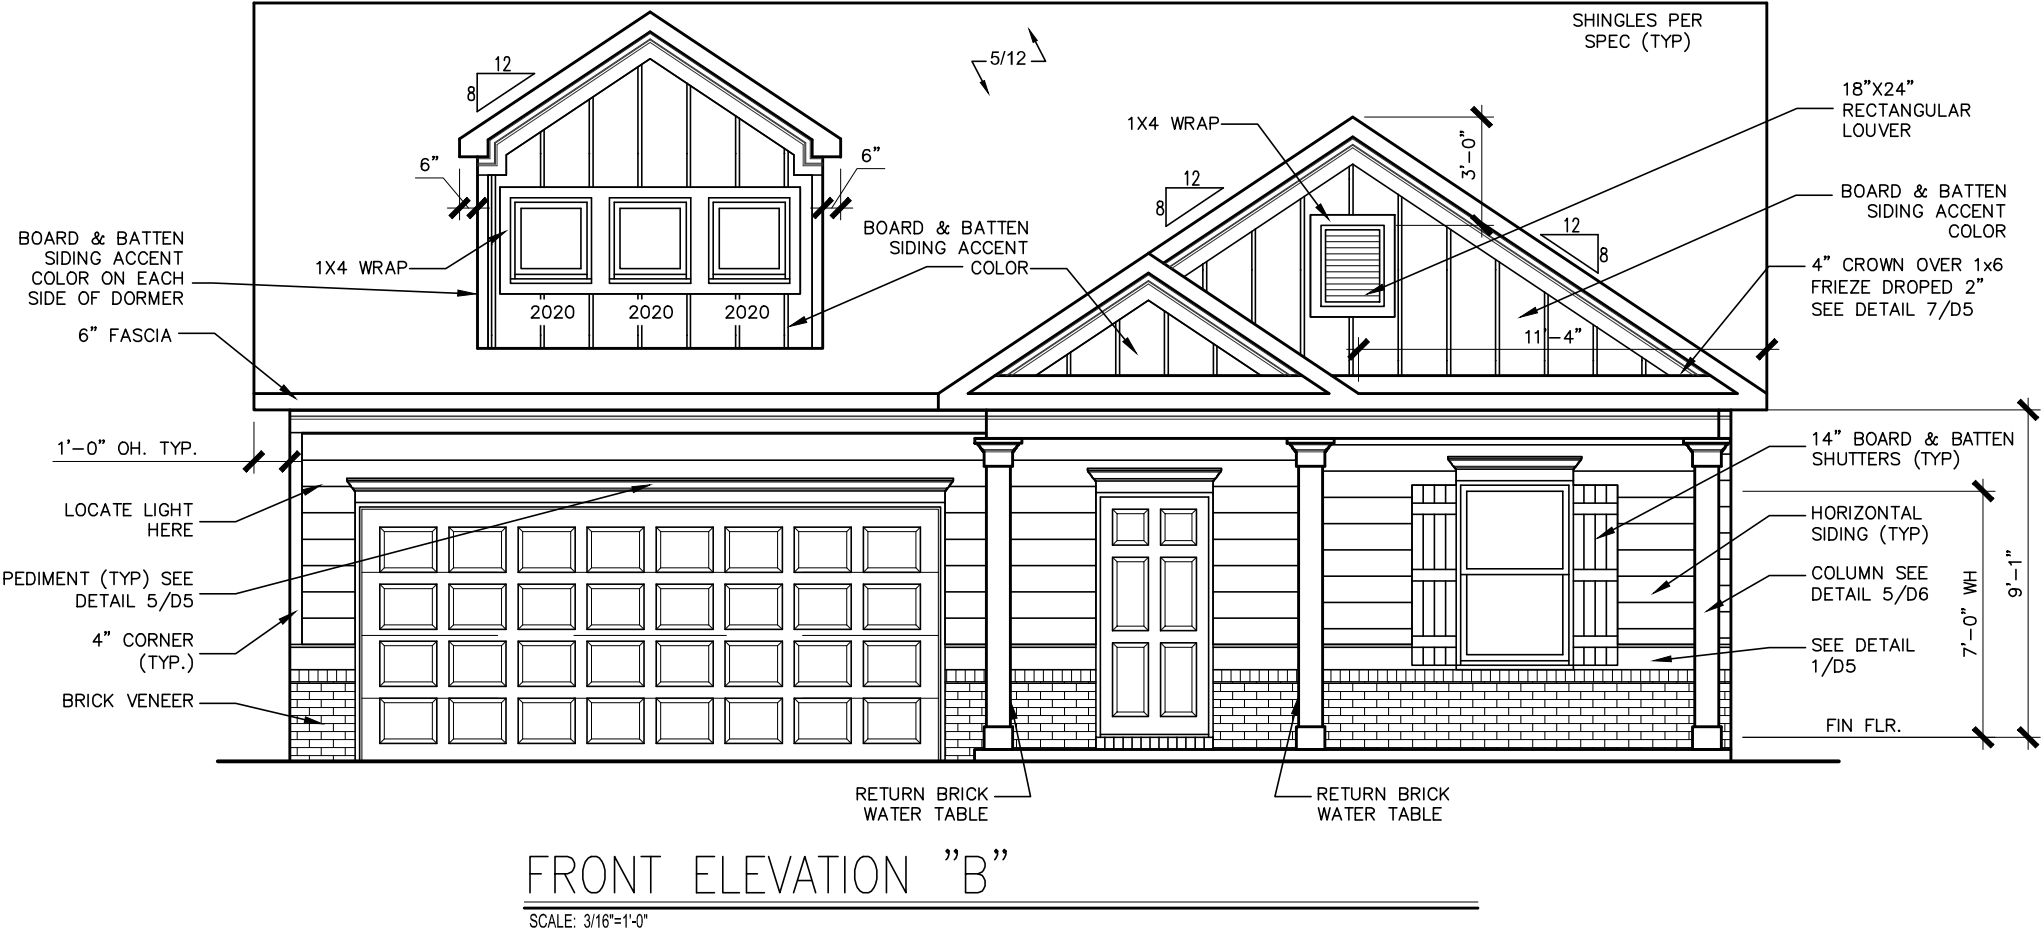 SHINGLES PER
SPEC (TYP)
12
8
5/12
18"X24"
RECTANGULAR
LOUVER
1X4 WRAP
3'-0"
6"
6"
12
8
BOARD & BATTEN
SIDING ACCENT
COLOR
BOARD & BATTEN
SIDING ACCENT
COLOR
12
8
BOARD & BATTEN
SIDING ACCENT
COLOR ON EACH
SIDE OF DORMER
1X4 WRAP
4" CROWN OVER 1x6
FRIEZE DROPED 2"
SEE DETAIL 7/D5
2020
2020
2020
6" FASCIA
11'-4"
1'-0" OH. TYP.
14" BOARD & BATTEN
SHUTTERS (TYP)
LOCATE LIGHT
HERE
HORIZONTAL
SIDING (TYP)
PEDIMENT (TYP) SEE
DETAIL 5/D5
COLUMN SEE
DETAIL 5/D6
7'-0" WH
9'-1"
4" CORNER
(TYP.)
SEE DETAIL
1/D5
BRICK VENEER
FIN FLR.
RETURN BRICK
WATER TABLE
RETURN BRICK
WATER TABLE
FRONT ELEVATION "B"
SCALE: 3/16"=1'-0"